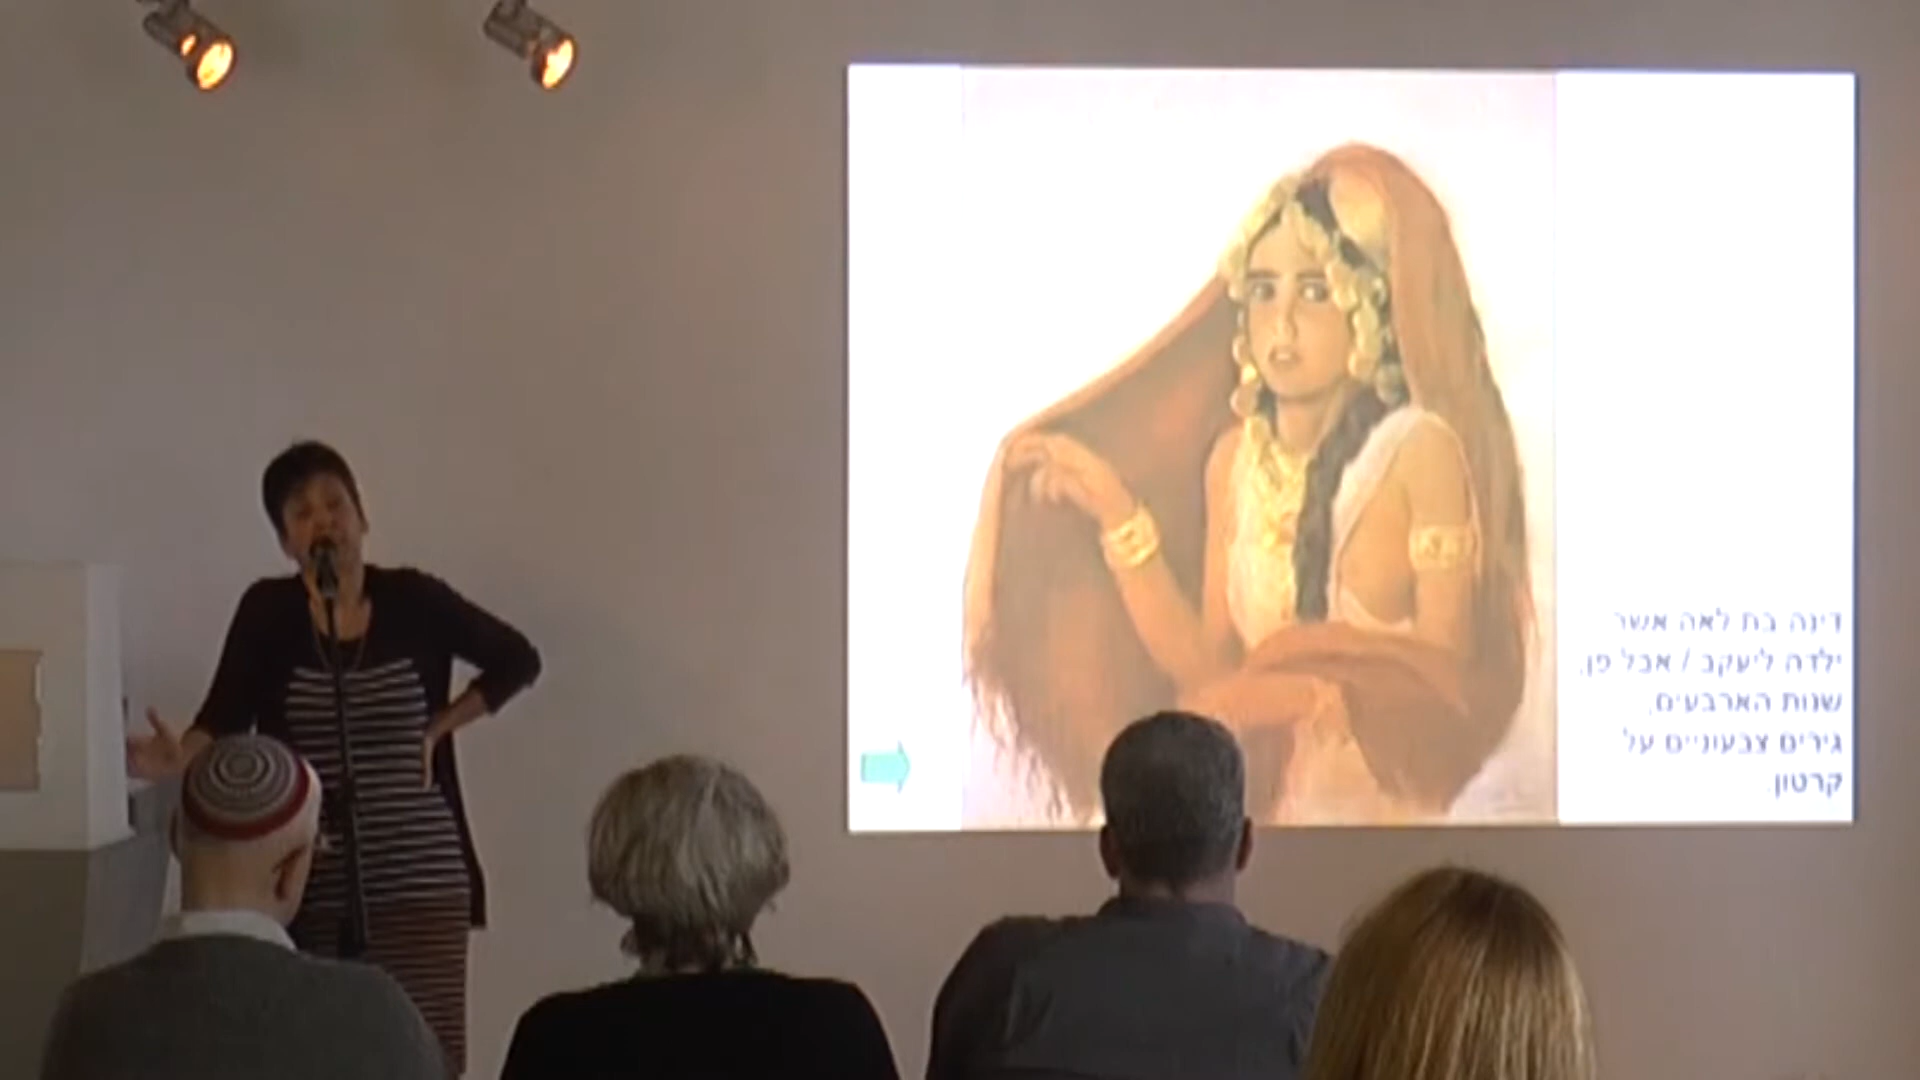 דינה בת לאה אשר
ילדה ליעקב / אבל פן,
שנות הארבעים,
גירים צבעוניים על
קרטון.